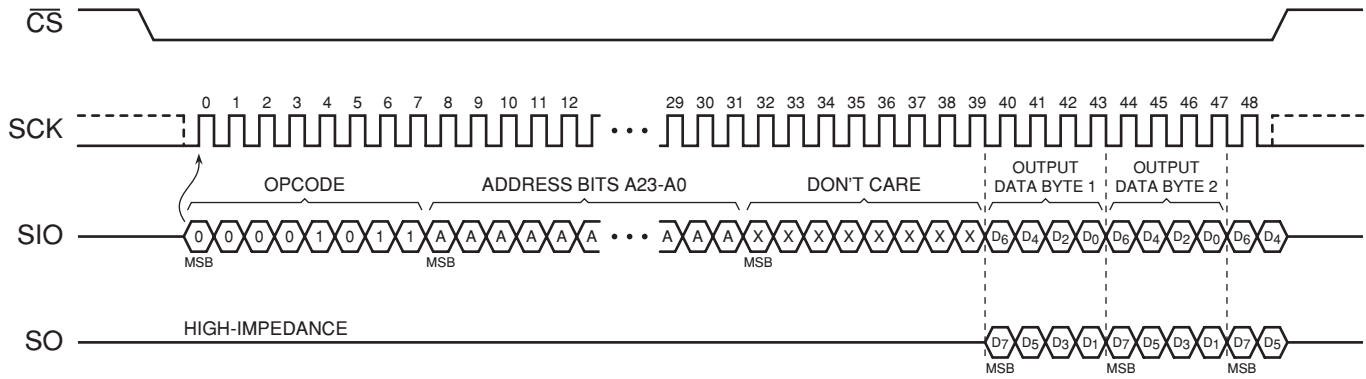 CS
0 1 2 3 4 5 6 7 8 9 10 11 12 29 30 31 32 33 34 35 36 37 38 39 40 41 42 43 44 45 46 47 48
SCK • • •
OPCODE ADDRESS BITS A23-A0 DON'T CARE OUTPUT DATA BYTE 1 OUTPUT DATA BYTE 2
SIO 0 0 0 0 1 0 1 1 A A A A A A • • • A A A X X X X X X X X D6 D4 D2 D0 D6 D4 D2 D0 D6 D4
MSB MSB MSB
HIGH-IMPEDANCE
SO D7 D5 D3 D1 D7 D5 D3 D1 D7 D5
MSB MSB MSB